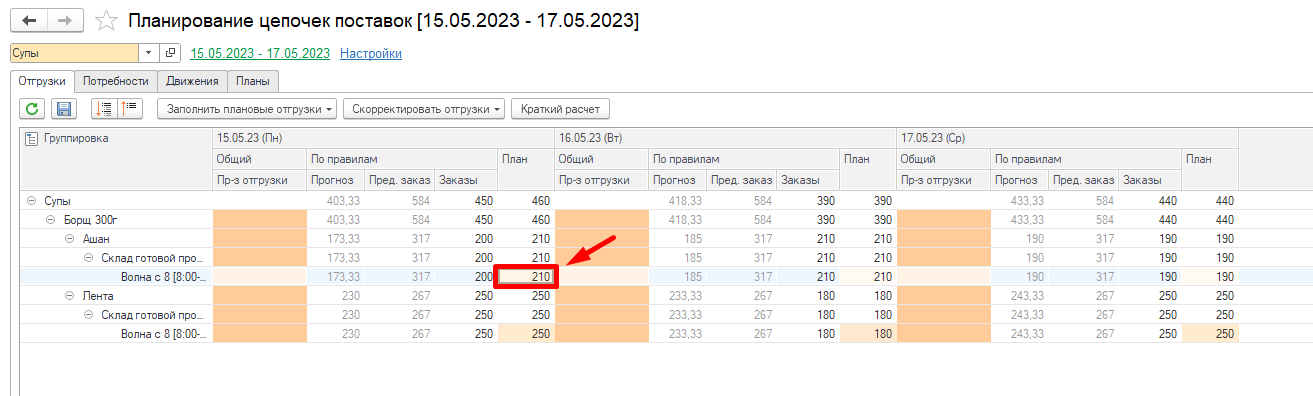 Планирование цепочек поставок [15.05.2023 - 17.05.2023]
Супы 15.05.2023 - 17.05.2023 Настройки
Отгрузки Потребности Движения Планы
Заполнить плановые отгрузки Скорректировать отгрузки Краткий расчет
Группировка 15.05.23 (Пн) 16.05.23 (Вт) 17.05.23 (Ср)
Общий По правилам План Общий По правилам План Общий По правилам План
Пр-з отгрузки Прогноз Пред. заказ Заказы Пр-з отгрузки Прогноз Пред. заказ Заказы Пр-з отгрузки Прогноз Пред. заказ Заказы
Супы 403,33 584 450 460 418,33 584 390 390 433,33 584 440 440
Борщ 300г 403,33 584 450 460 418,33 584 390 390 433,33 584 440 440
Ашан 173,33 317 200 210 185 317 210 210 190 317 190 190
Склад готовой про... 173,33 317 200 210 185 317 210 210 190 317 190 190
Волна с 8 [8:00-... 173,33 317 200 210 185 317 210 210 190 317 190 190
Лента 230 267 250 250 233,33 267 180 180 243,33 267 250 250
Склад готовой про... 230 267 250 250 233,33 267 180 180 243,33 267 250 250
Волна с 8 [8:00-... 230 267 250 250 233,33 267 180 180 243,33 267 250 250